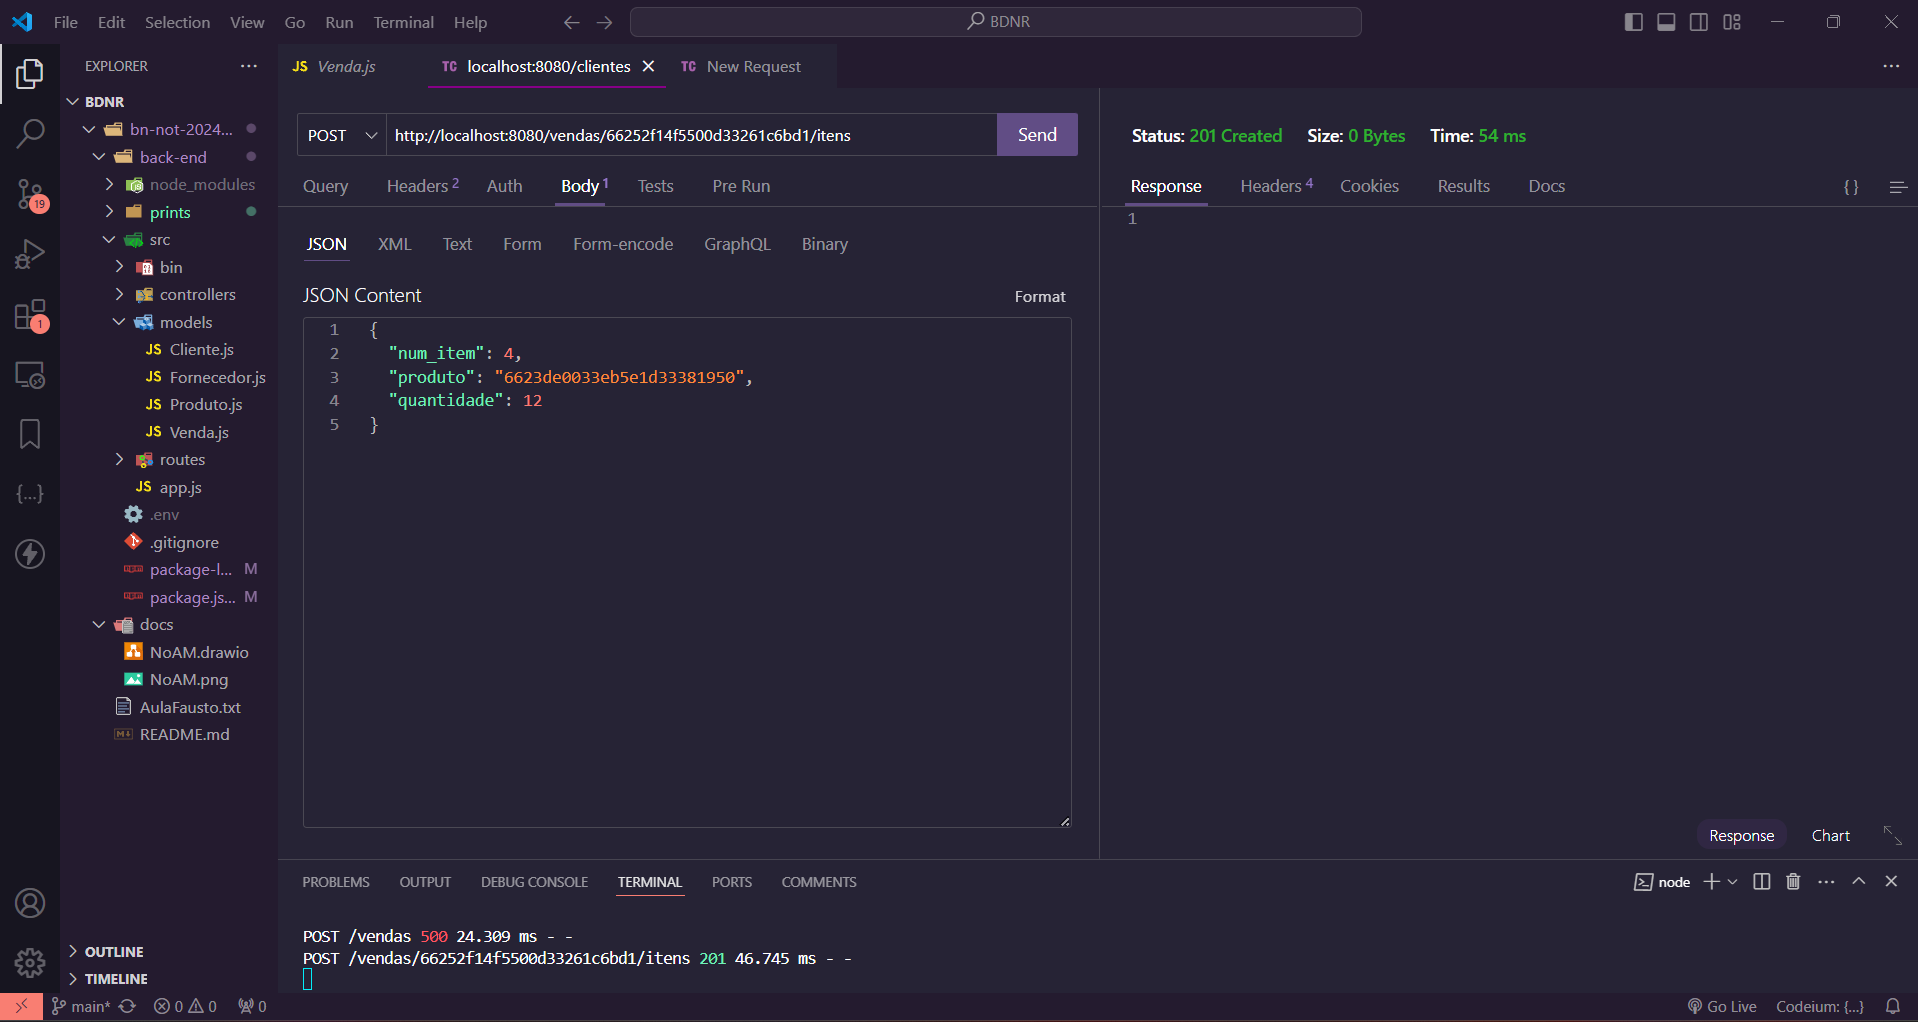 File Edit Selection View Go Run Terminal Help
BDNR
EXPLORER
BDNR
bn-not-2024...
back-end
node_modules
prints
src
bin
controllers
models
JS Cliente.js
JS Fornecedor.js
JS Produto.js
JS Venda.js
routes
JS app.js
.env
.gitignore
package-l... M
package.js... M
docs
NoAM.drawio
NoAM.png
AulaFausto.txt
README.md
OUTLINE
TIMELINE
19
1
{...}
JS Venda.js
TC localhost:8080/clientes
TC New Request
POST http://localhost:8080/vendas/66252f14f5500d33261c6bd1/itens Send
Query Headers 2 Auth Body 1 Tests Pre Run
JSON XML Text Form Form-encode GraphQL Binary
JSON Content Format
1 {
2 "num_item": 4,
3 "produto": "6623de0033eb5e1d33381950",
4 "quantidade": 12
5 }
Status: 201 Created Size: 0 Bytes Time: 54 ms
Response Headers 4 Cookies Results Docs { }
1
Response Chart
PROBLEMS OUTPUT DEBUG CONSOLE TERMINAL PORTS COMMENTS
node
POST /vendas 500 24.309 ms - -
POST /vendas/66252f14f5500d33261c6bd1/itens 201 46.745 ms - -
main* 0 0 0 Go Live Codeium: {...}